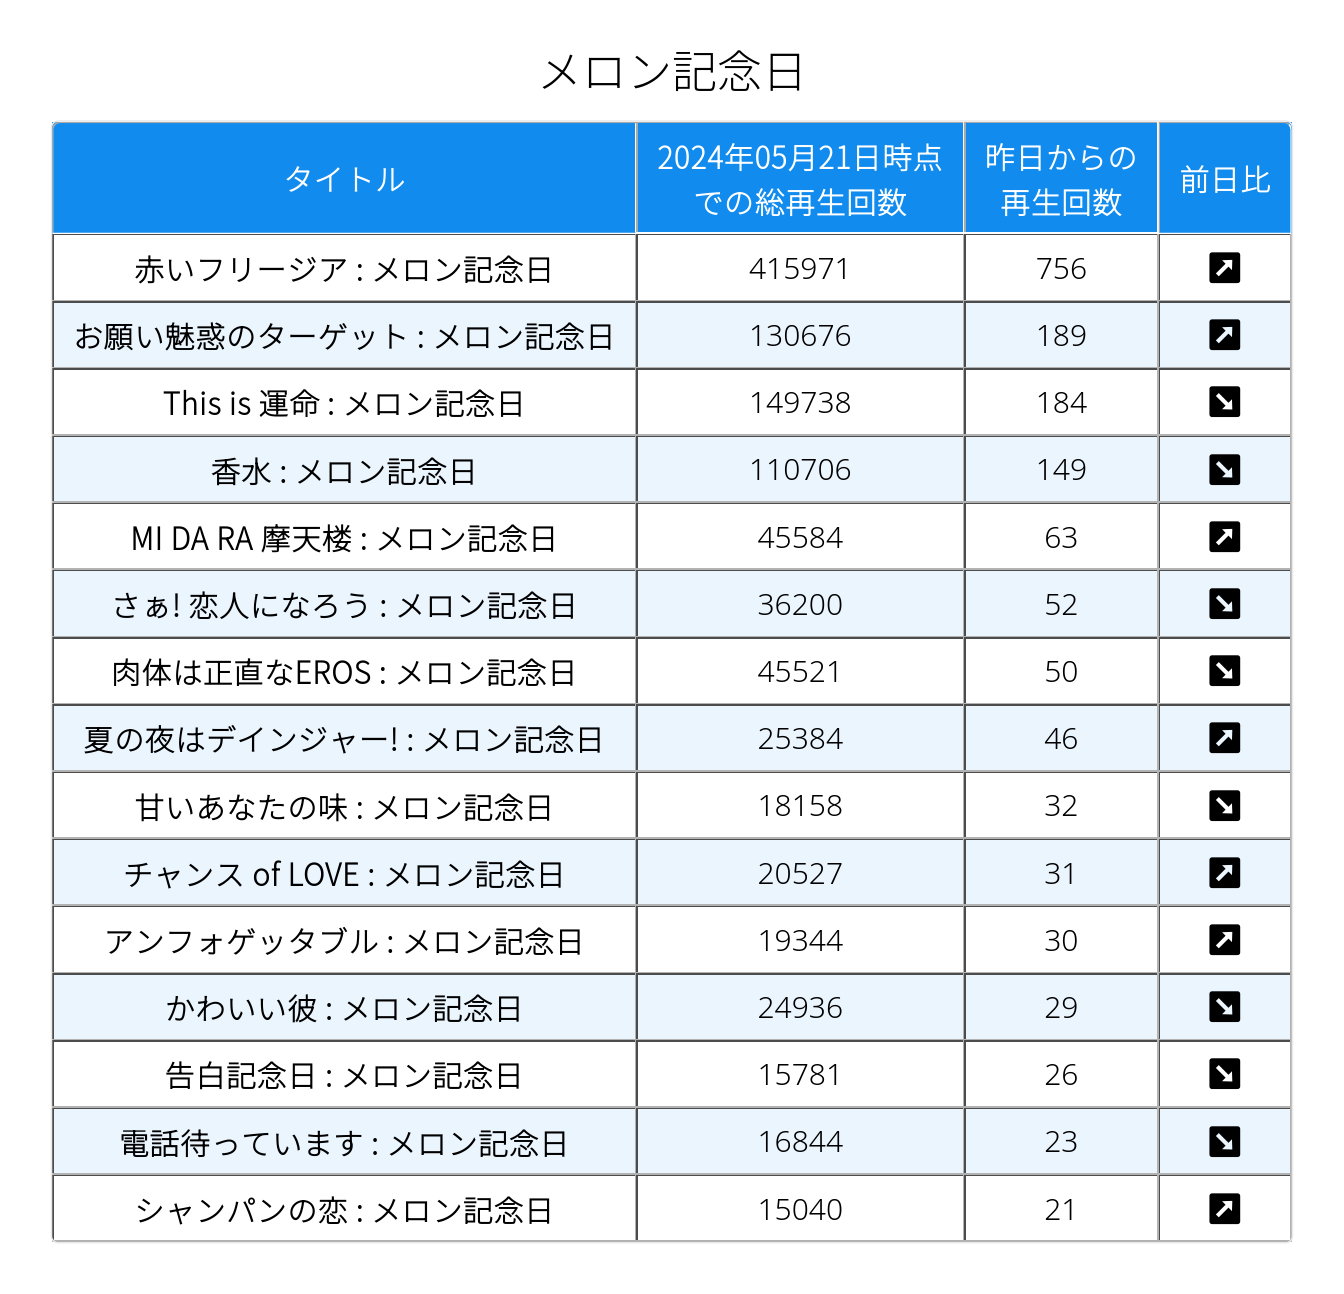 メロン記念日
タイトル
2024年05月21日時点
での総再生回数
昨日からの
再生回数
前日比
赤いフリージア : メロン記念日 415971 756 ↗
お願い魅惑のターゲット : メロン記念日 130676 189 ↗
This is 運命 : メロン記念日 149738 184 ↘
香水 : メロン記念日 110706 149 ↘
MI DA RA 摩天楼 : メロン記念日 45584 63 ↗
さぁ! 恋人になろう : メロン記念日 36200 52 ↘
肉体は正直なEROS : メロン記念日 45521 50 ↘
夏の夜はデインジャー! : メロン記念日 25384 46 ↗
甘いあなたの味 : メロン記念日 18158 32 ↘
チャンス of LOVE : メロン記念日 20527 31 ↗
アンフォゲッタブル : メロン記念日 19344 30 ↗
かわいい彼 : メロン記念日 24936 29 ↘
告白記念日 : メロン記念日 15781 26 ↘
電話待っています : メロン記念日 16844 23 ↘
シャンパンの恋 : メロン記念日 15040 21 ↗